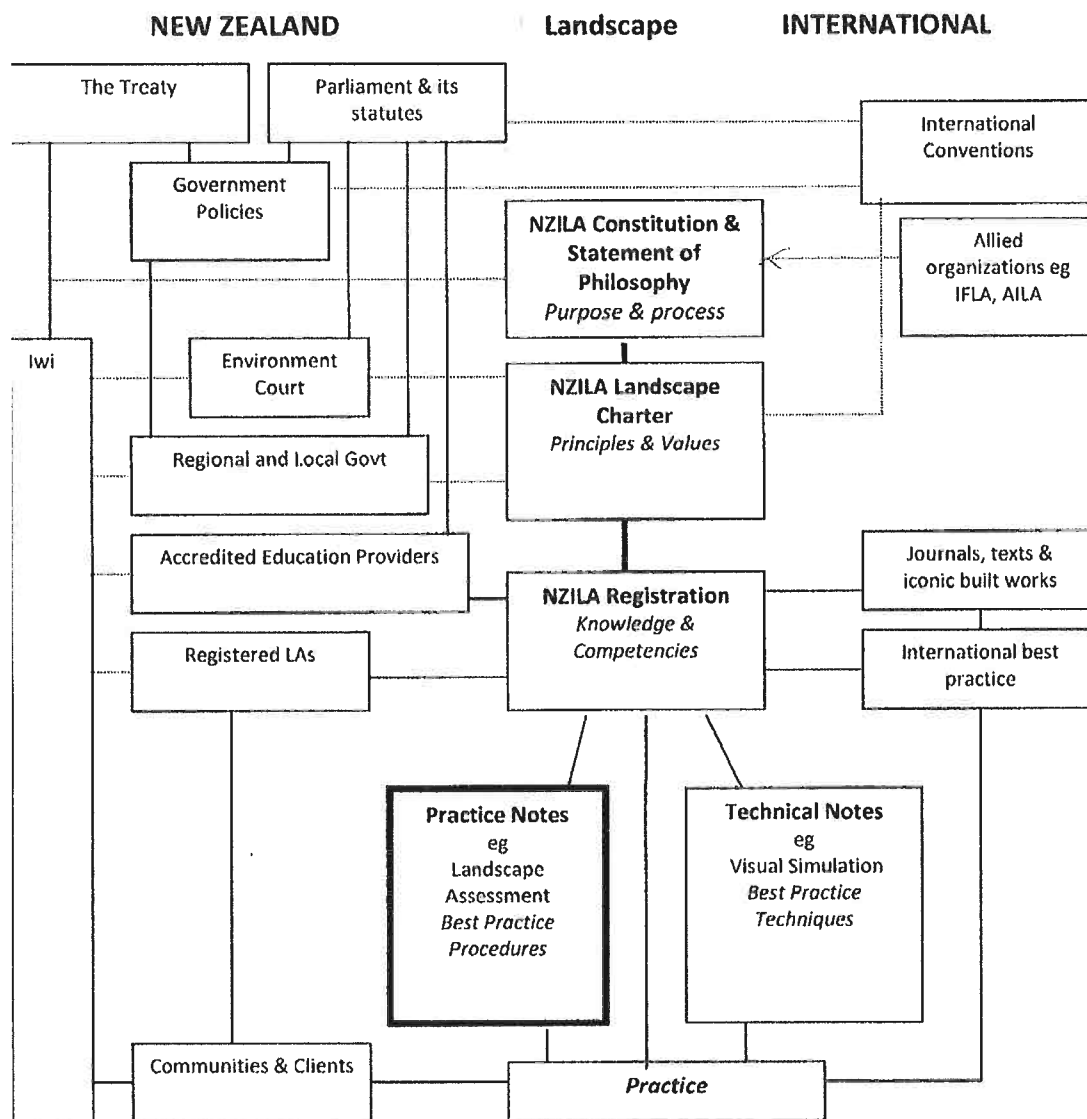 NEW ZEALAND
Landscape
INTERNATIONAL
The Treaty
Parliament & its
statutes
International
Conventions
Government
Policies
NZILA Constitution &
Statement of
Philosophy
Purpose & process
Allied
organizations eg
IFLA, AILA
Iwi
Environment
Court
NZILA Landscape
Charter
Principles & Values
Regional and Local Govt
Accredited Education Providers
NZILA Registration
Knowledge &
Competencies
Journals, texts &
iconic built works
Registered LAs
International best
practice
Practice Notes
eg
Landscape
Assessment
Best Practice
Procedures
Technical Notes
eg
Visual Simulation
Best Practice
Techniques
Communities & Clients
Practice